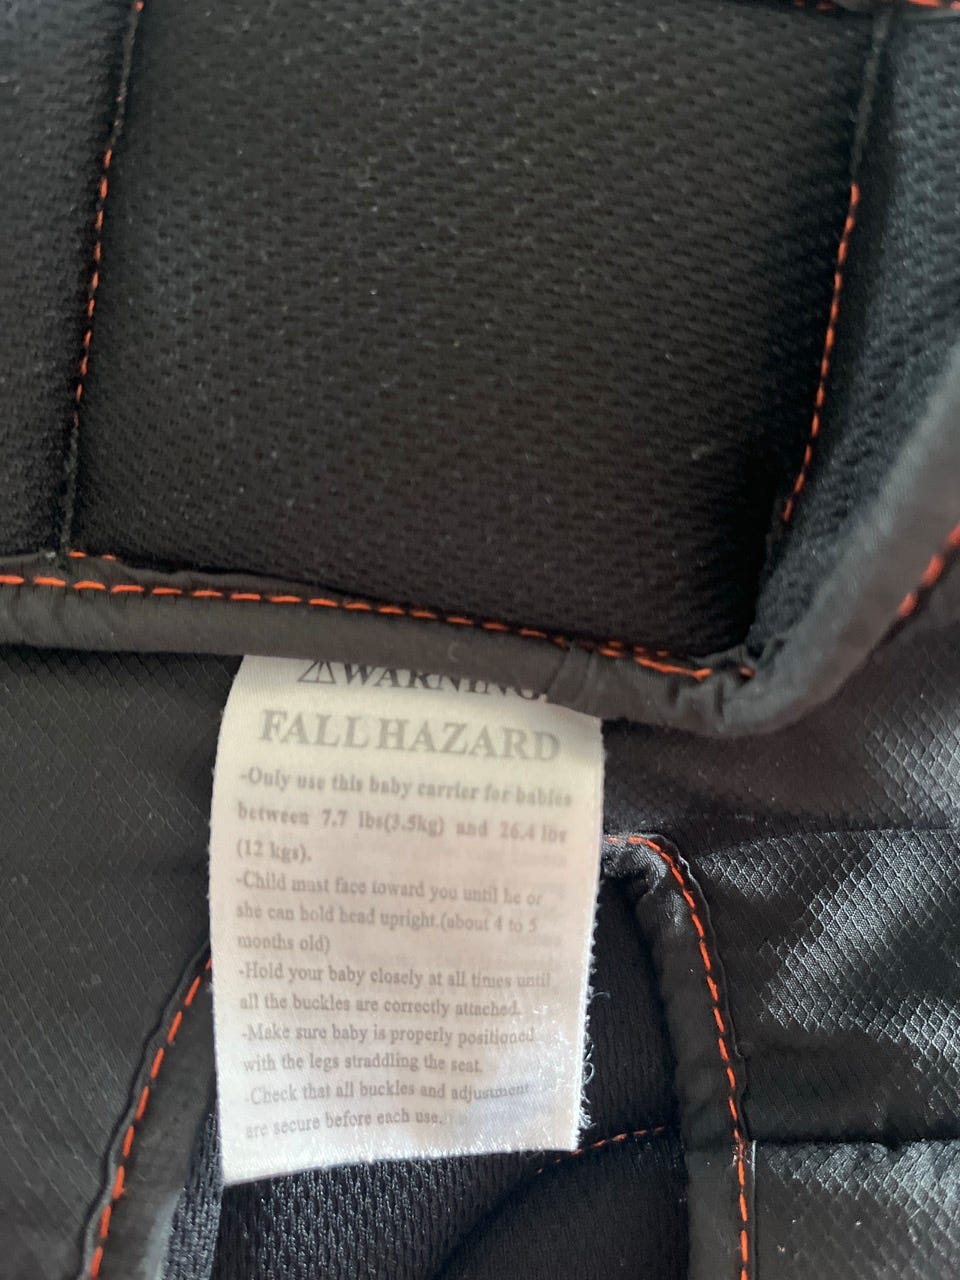 ⚠WARNING
FALL HAZARD
-Only use this baby carrier for babies
between 7.7 lbs(3.5kg) and 26.4 lbs
(12 kgs).
-Child must face toward you until he or
she can hold head upright.(about 4 to 5
months old)
-Hold your baby closely at all times until
all the buckles are correctly attached.
-Make sure baby is properly positioned
with the legs straddling the seat.
-Check that all buckles and adjustment
are secure before each use.